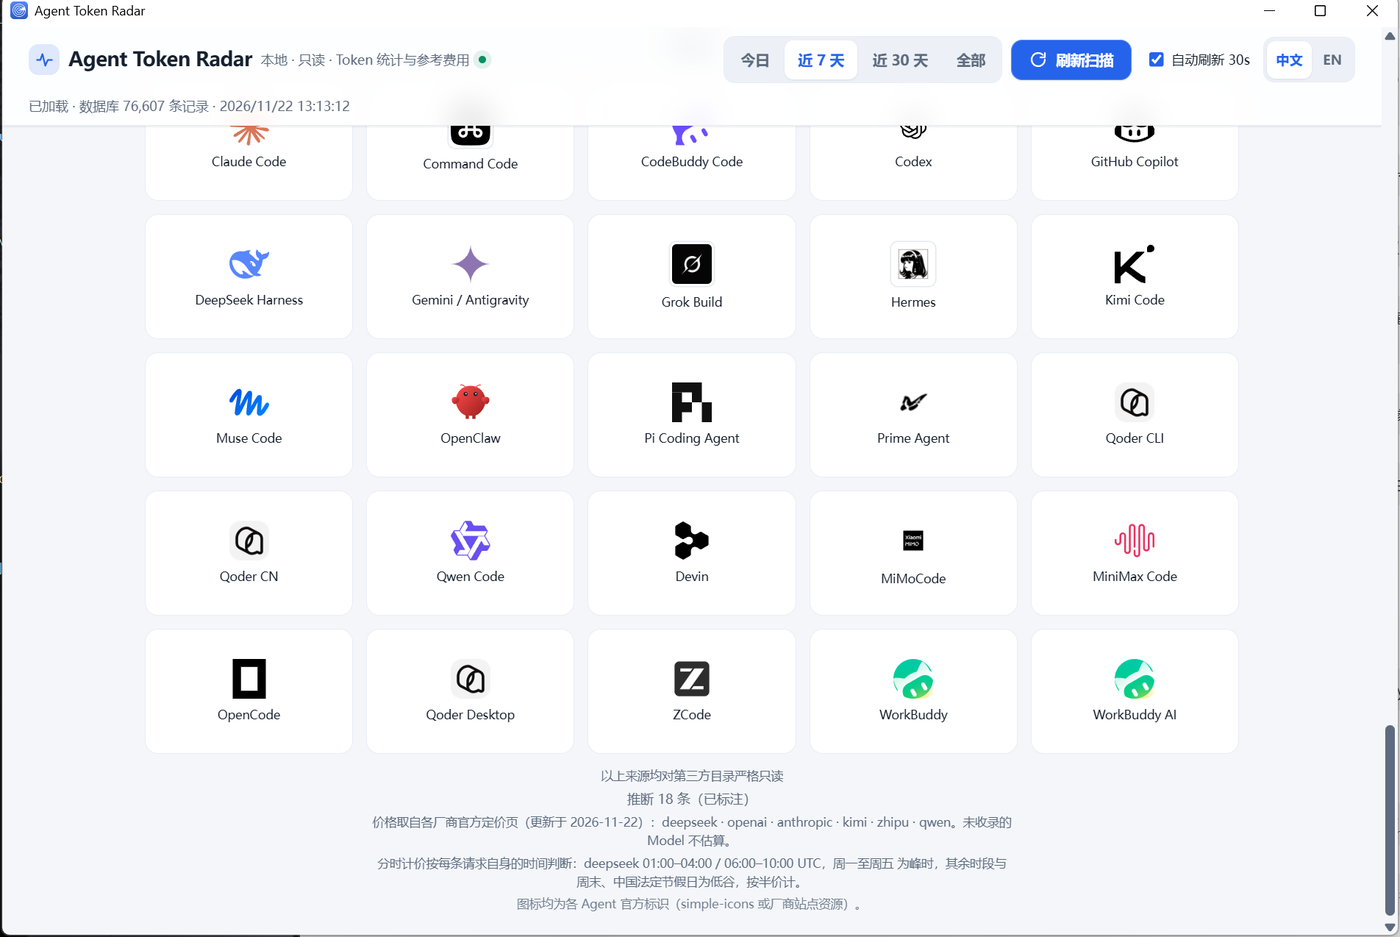 Agent Token Radar
Agent Token Radar 本地 · 只读 · Token 统计与参考费用
今日 近 7 天 近 30 天 全部 刷新扫描 自动刷新 30s 中文 EN
已加载 · 数据库 76,607 条记录 · 2026/11/22 13:13:12
Claude Code
Command Code
CodeBuddy Code
Codex
GitHub Copilot
DeepSeek Harness
Gemini / Antigravity
Grok Build
Hermes
Kimi Code
Muse Code
OpenClaw
Pi Coding Agent
Prime Agent
Qoder CLI
Qoder CN
Qwen Code
Devin
Xiaomi
MIMO
MiMoCode
MiniMax Code
OpenCode
Qoder Desktop
ZCode
WorkBuddy
WorkBuddy AI
以上来源均对第三方目录严格只读
推断 18 条（已标注）
价格取自各厂商官方定价页（更新于 2026-11-22）：deepseek · openai · anthropic · kimi · zhipu · qwen。未收录的
Model 不估算。
分时计价按每条请求自身的时间判断：deepseek 01:00–04:00 / 06:00–10:00 UTC，周一至周五 为峰时，其余时段与
周末、中国法定节假日为低谷，按半价计。
图标均为各 Agent 官方标识（simple-icons 或厂商站点资源）。